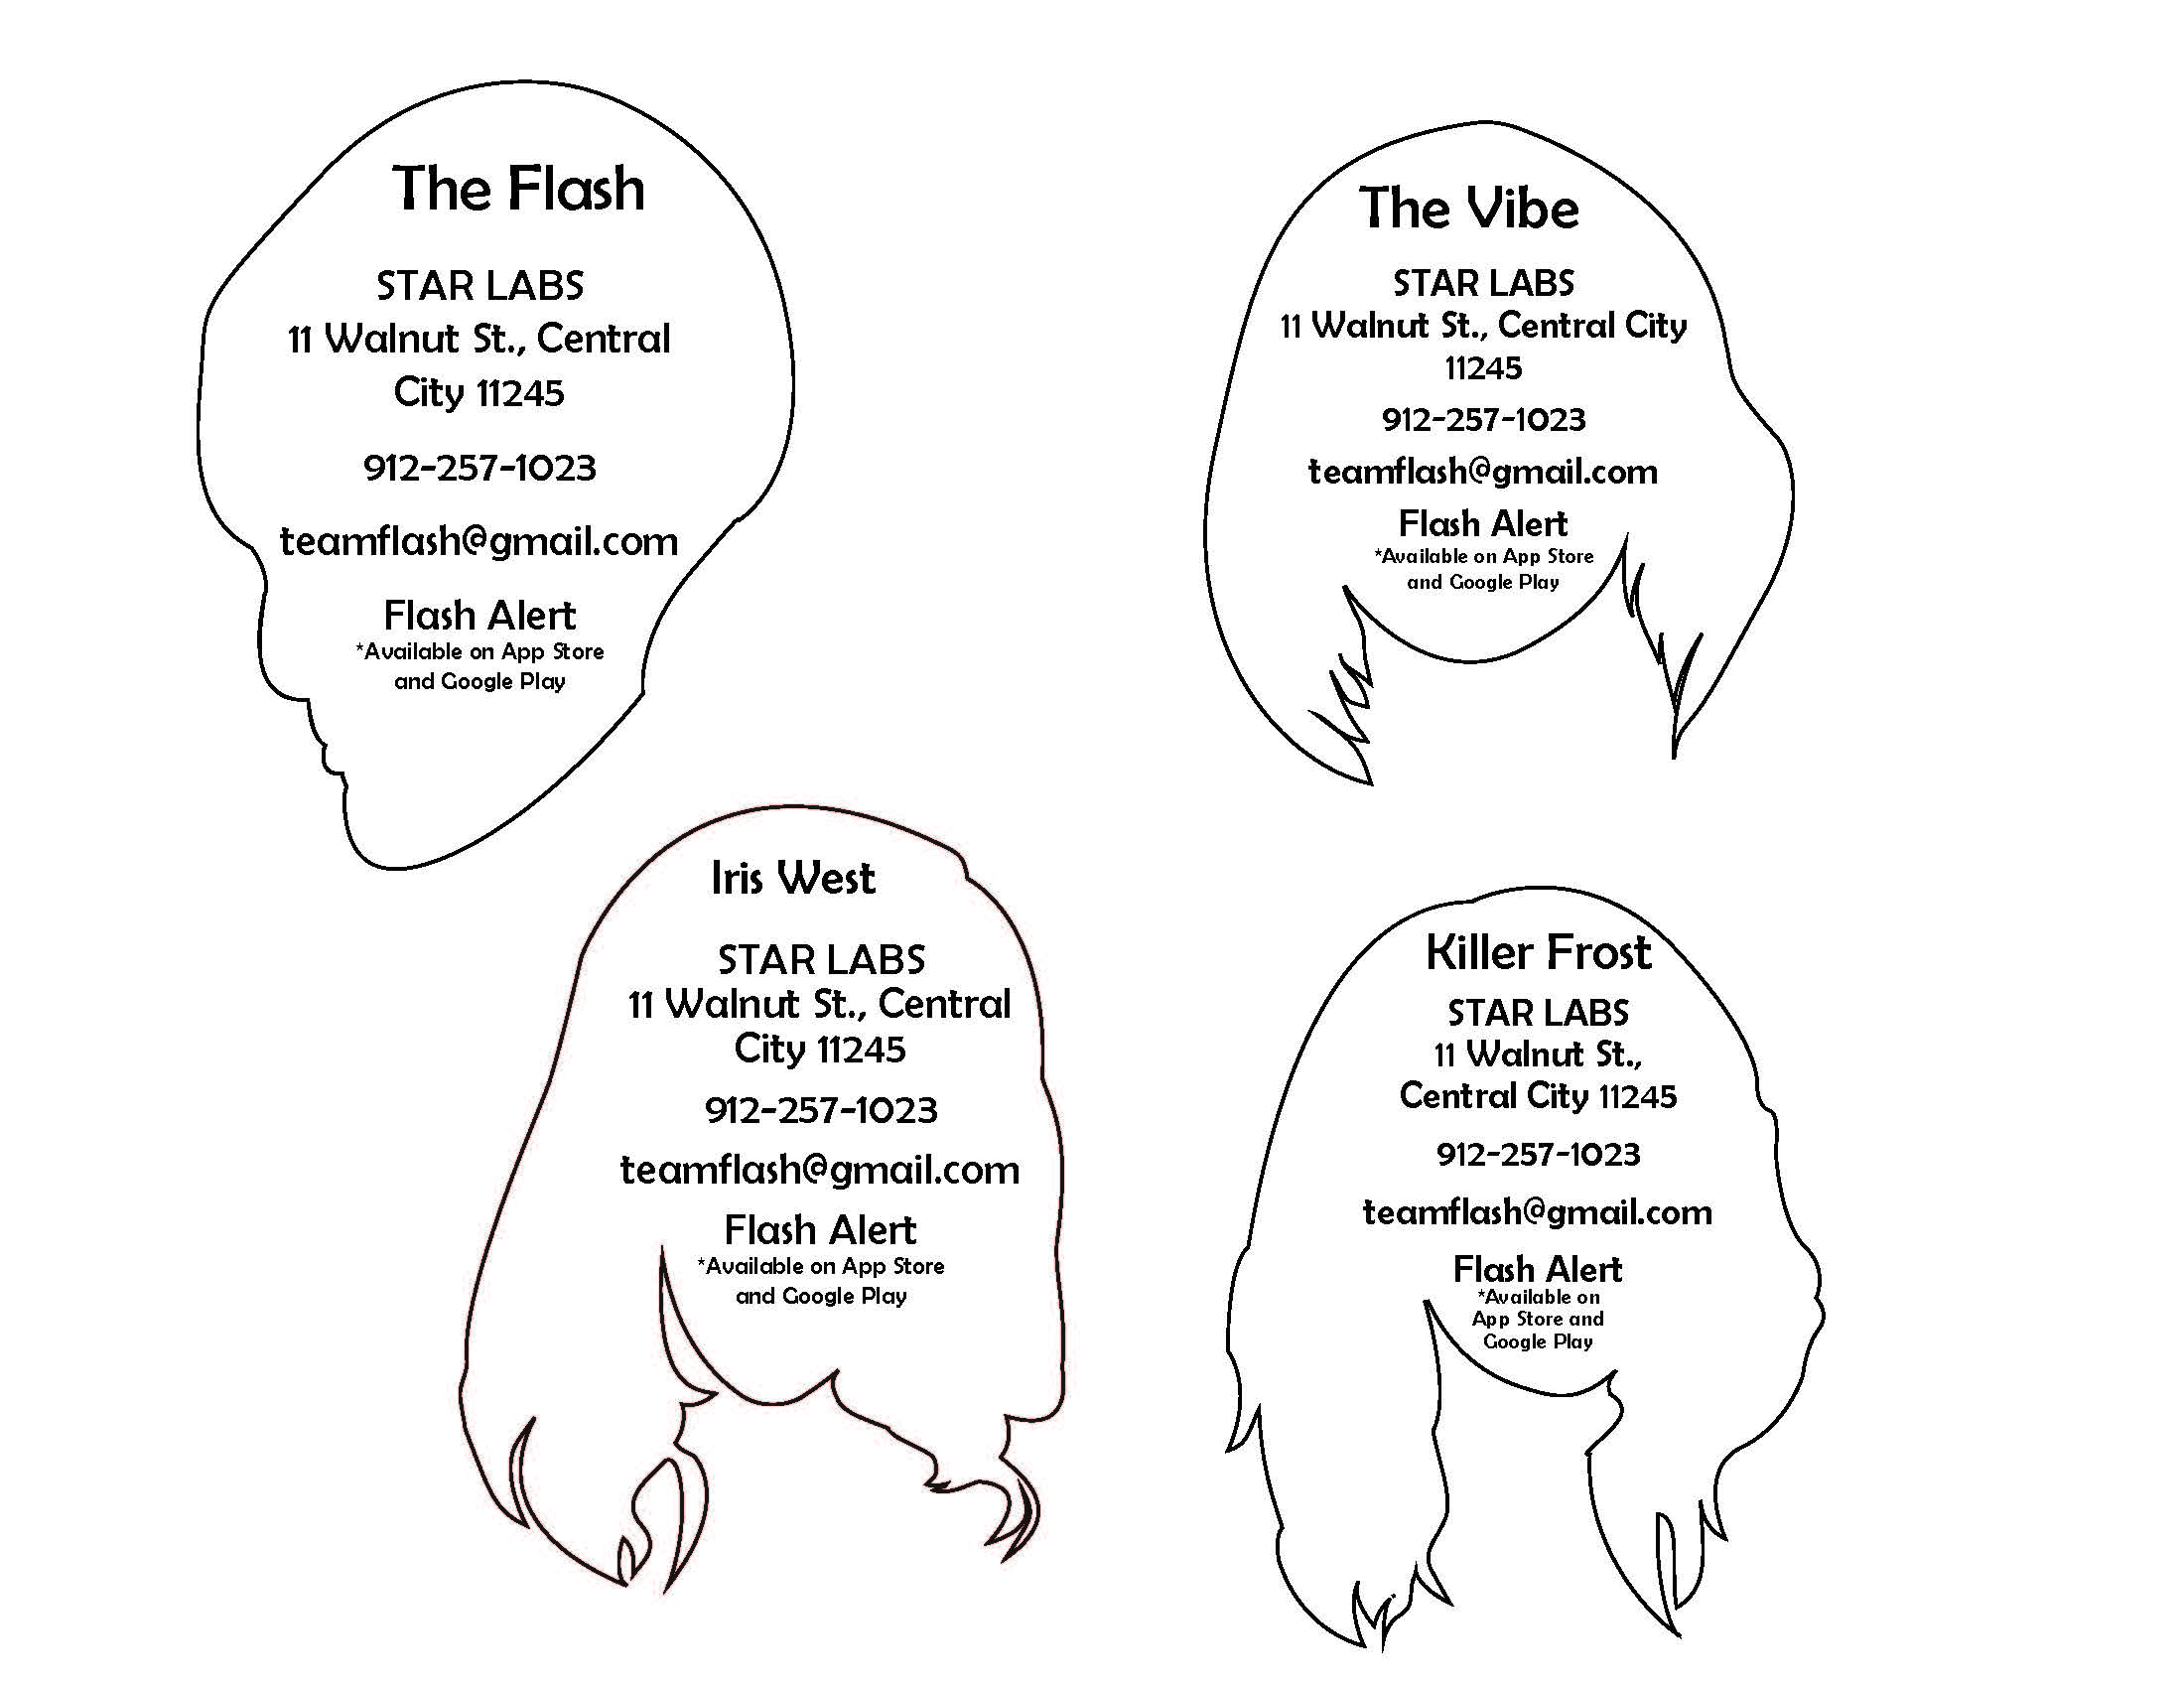 The Flash
STAR LABS
11 Walnut St., Central
City 11245
912-257-1023
teamflash@gmail.com
Flash Alert
*Available on App Store
and Google Play
The Vibe
STAR LABS
11 Walnut St., Central City
11245
912-257-1023
teamflash@gmail.com
Flash Alert
*Available on App Store
and Google Play
Iris West
STAR LABS
11 Walnut St., Central
City 11245
912-257-1023
teamflash@gmail.com
Flash Alert
*Available on App Store
and Google Play
Killer Frost
STAR LABS
11 Walnut St.,
Central City 11245
912-257-1023
teamflash@gmail.com
Flash Alert
*Available on
App Store and
Google Play